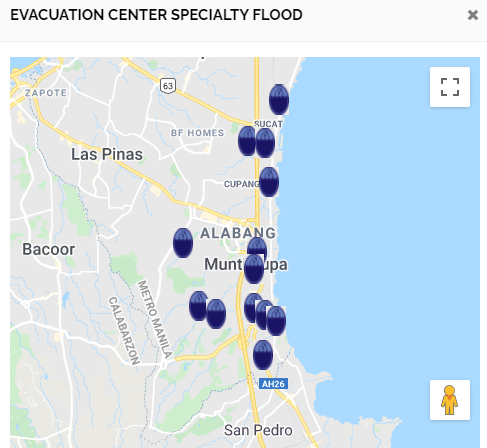 EVACUATION CENTER SPECIALTY FLOOD
ZAPOTE
63
SUCAT
BF HOMES
Las Pinas
CUPANG
ALABANG
Bacoor
METRO MANILA
CALABARZON
AH26
San Pedro